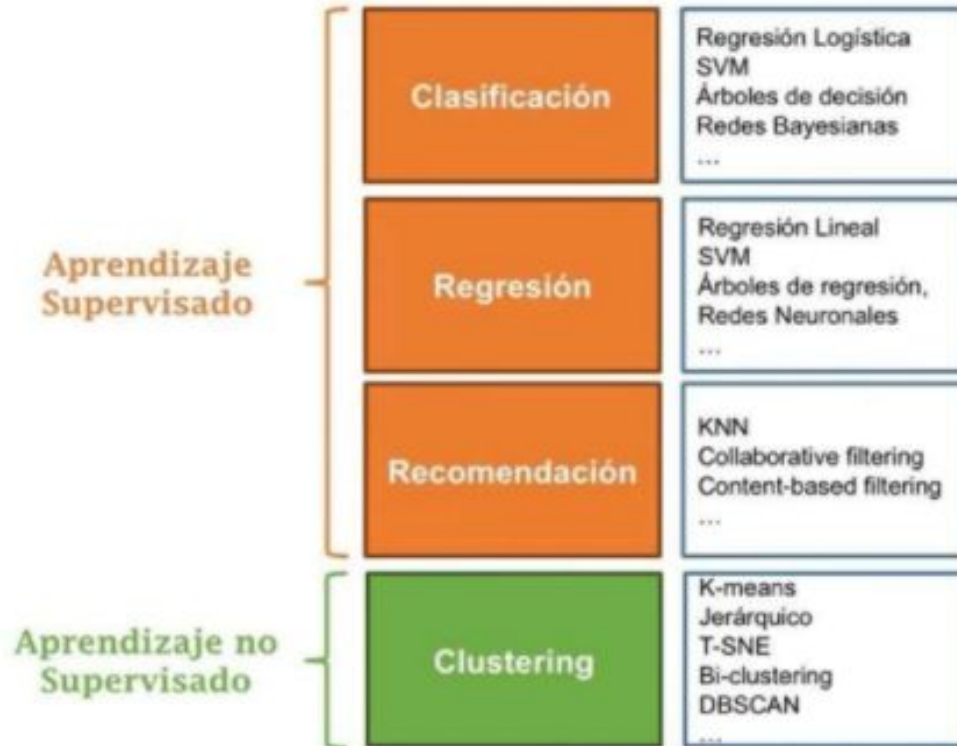 Aprendizaje
Supervisado
Clasificación
Regresión Logística
SVM
Árboles de decisión
Redes Bayesianas
...
Regresión
Regresión Lineal
SVM
Árboles de regresión,
Redes Neuronales
...
Recomendación
KNN
Collaborative filtering
Content-based filtering
...
Aprendizaje no
Supervisado
Clustering
K-means
Jerárquico
T-SNE
Bi-clustering
DBSCAN
...